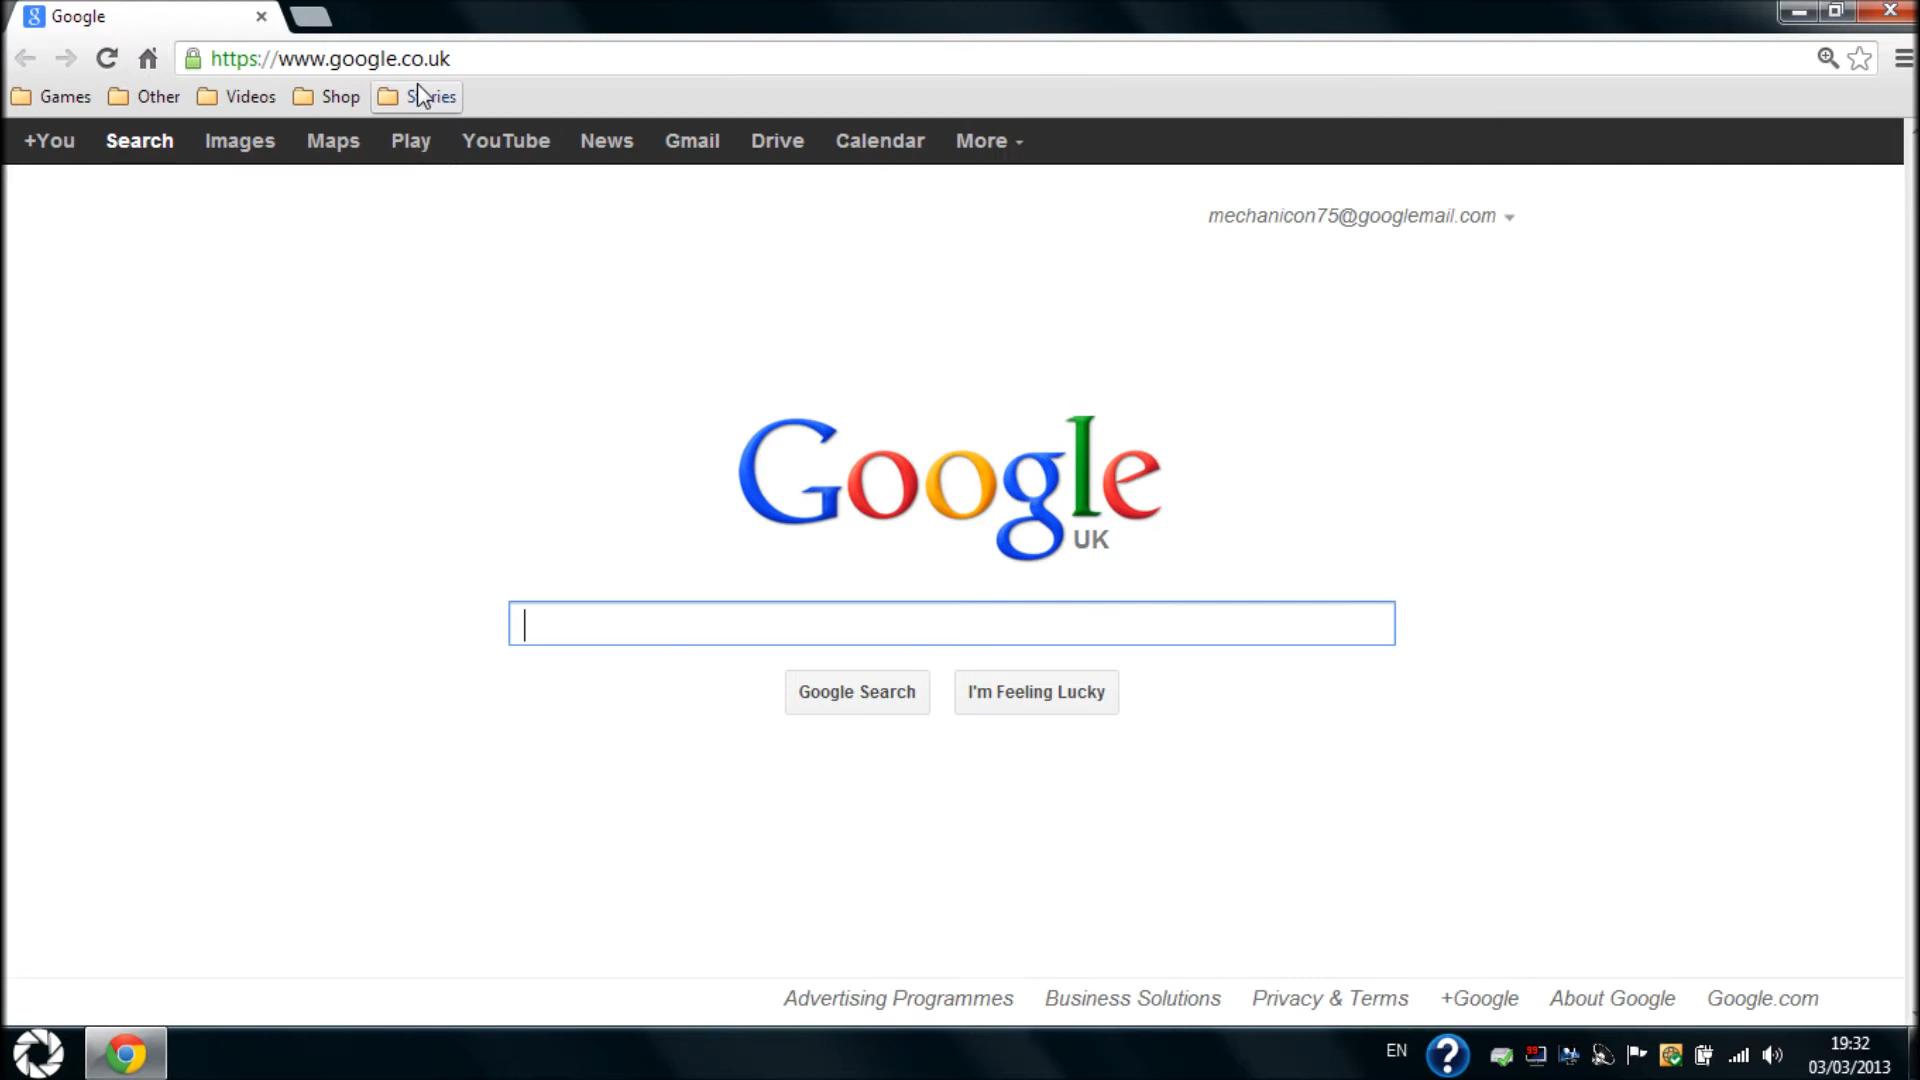 Google
https://www.google.co.uk
Games Other Videos Shop
+You Search Images Maps Play YouTube News Gmail Drive Calendar More
mechanicon75@googlemail.com
Google
UK
Google Search I'm Feeling Lucky
Advertising Programmes Business Solutions Privacy & Terms +Google About Google Google.com
EN
?
99
19:32
03/03/2013